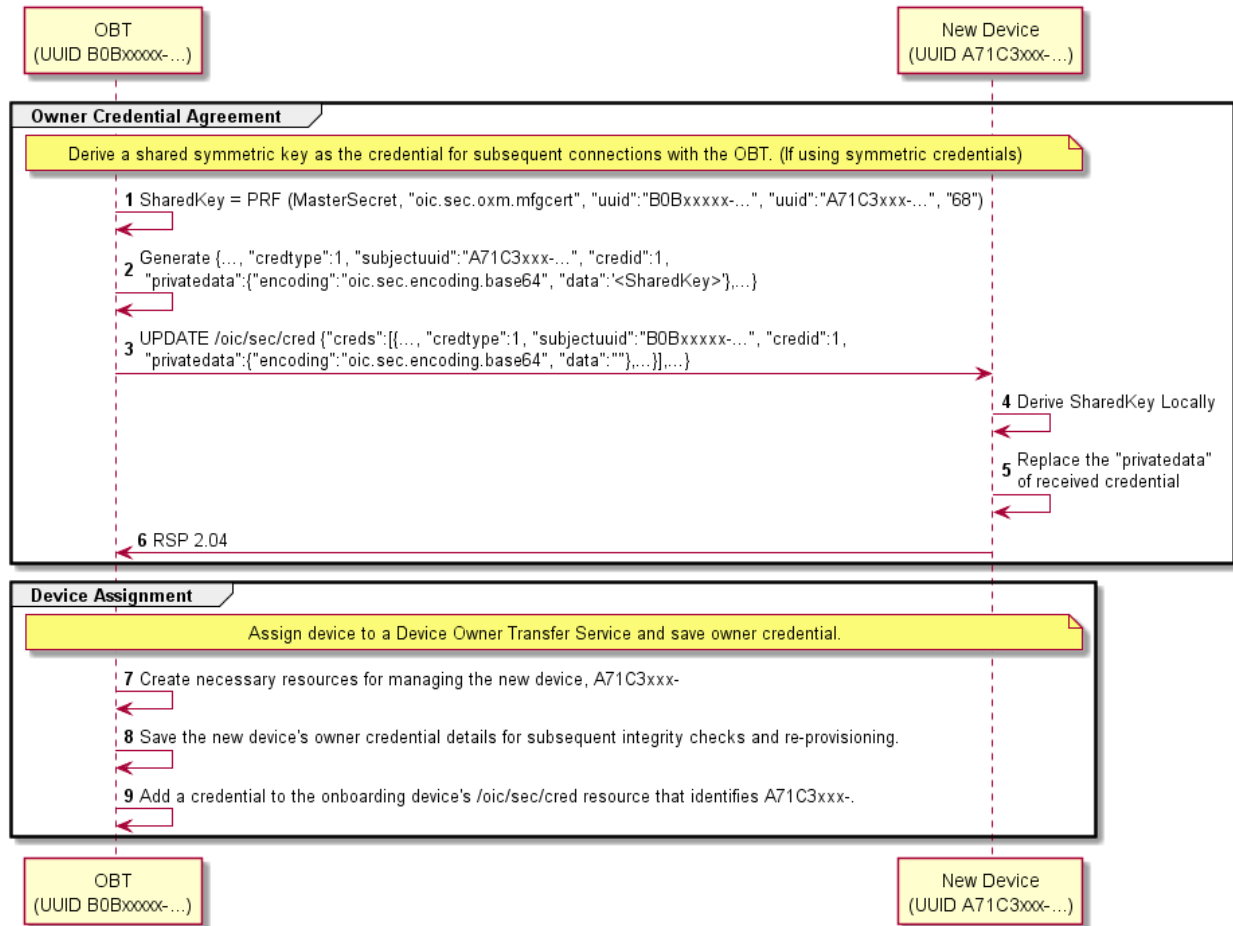 OBT
(UUID B0Bxxxxx-...)
New Device
(UUID A71C3xxx-...)
Owner Credential Agreement
Derive a shared symmetric key as the credential for subsequent connections with the OBT. (If using symmetric credentials)
1 SharedKey = PRF (MasterSecret, "oic.sec.oxm.mfgcert", "uuid":"B0Bxxxxx-...", "uuid":"A71C3xxx-...", "68")
2 Generate {..., "credtype":1, "subjectuuid":"A71C3xxx-...", "credid":1,
"privatedata":{"encoding":"oic.sec.encoding.base64", "data":'<SharedKey>'},...}
3 UPDATE /oic/sec/cred {"creds":[{..., "credtype":1, "subjectuuid":"B0Bxxxxx-...", "credid":1,
"privatedata":{"encoding":"oic.sec.encoding.base64", "data":""},...}],...}
4 Derive SharedKey Locally
5 Replace the "privatedata"
of received credential
6 RSP 2.04
Device Assignment
Assign device to a Device Owner Transfer Service and save owner credential.
7 Create necessary resources for managing the new device, A71C3xxx-
8 Save the new device's owner credential details for subsequent integrity checks and re-provisioning.
9 Add a credential to the onboarding device's /oic/sec/cred resource that identifies A71C3xxx-.
OBT
(UUID B0Bxxxxx-...)
New Device
(UUID A71C3xxx-...)